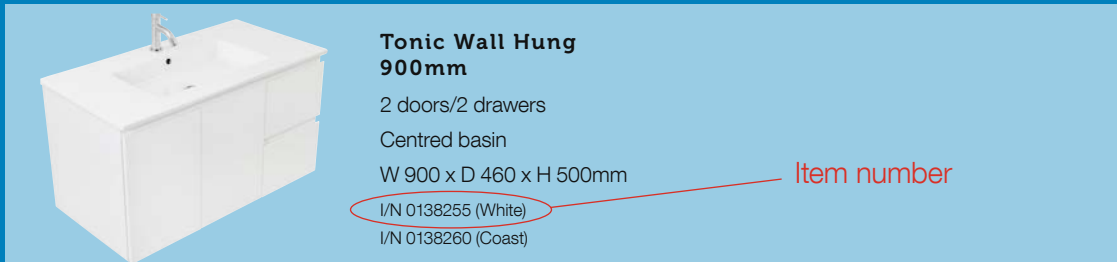 Tonic Wall Hung
900mm
2 doors/2 drawers
Centred basin
W 900 x D 460 x H 500mm
I/N 0138255 (White)
I/N 0138260 (Coast)
Item number